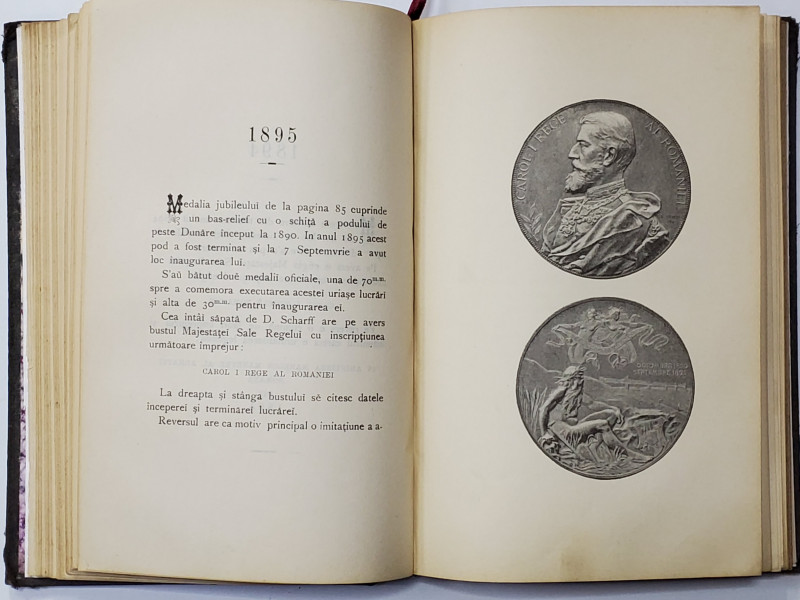 1895
Medalia jubileului de la pagina 85 cuprinde
un bas-relief cu o schiță a podului de
peste Dunăre început la 1890. In anul 1895 acest
pod a fost terminat și la 7 Septemvrie a avut
loc inaugurarea lui.
S'aŭ bătut doué medalii oficiale, una de 70m.m.
spre a comemora executarea acestei uriașe lucrări
și alta de 30m.m. pentru înaugurarea ei.
Cea întâi săpată de D. Scharff are pe avers
bustul Majestaței Sale Regelui cu inscripțiunea
următoare împrejur:
CAROL I REGE AL ROMANIEI
La dreapta și stânga bustului sĕ citesc datele
începerei și terminărei lucrărei.
Reversul are ca motiv principal o imitațiune a a-
CAROL I REGE AL ROMANIEI